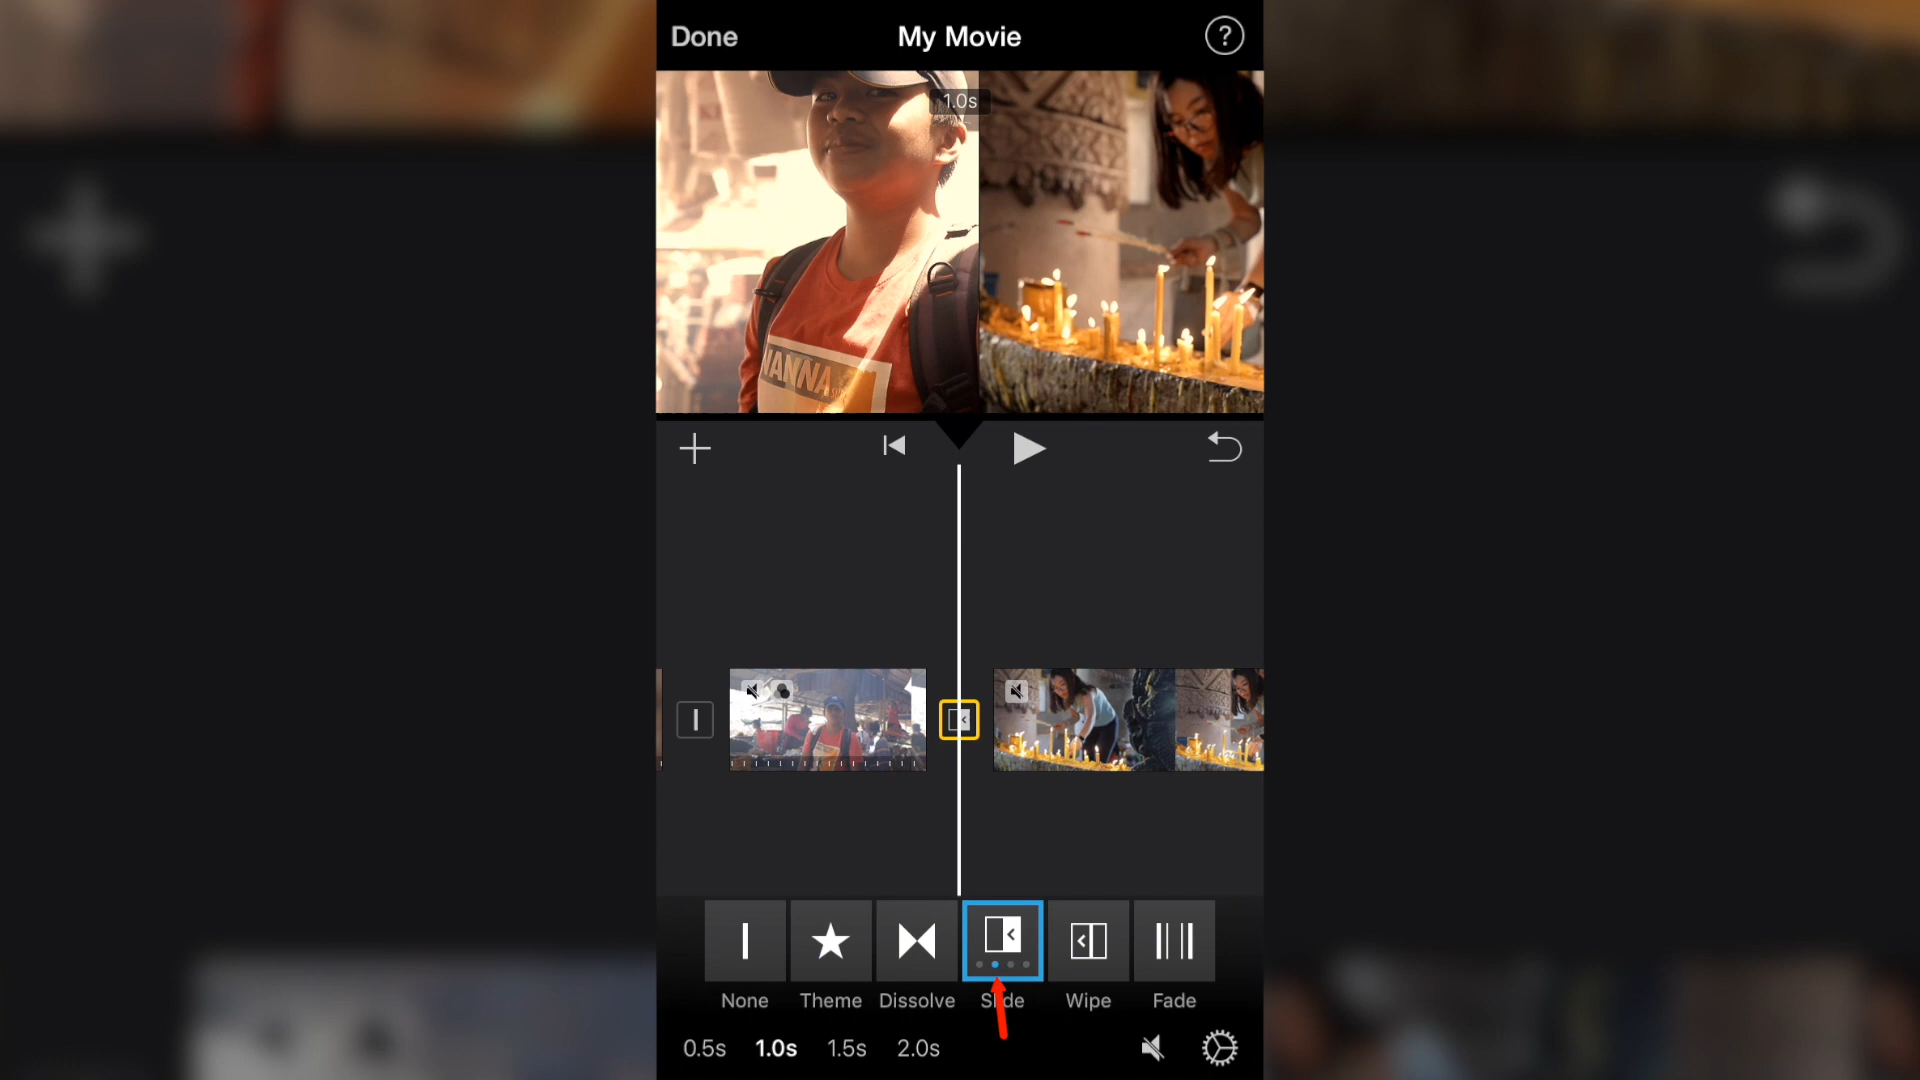 Done
My Movie
?
1.0s
WANNA
None
Theme
Dissolve
Slide
Wipe
Fade
0.5s
1.0s
1.5s
2.0s